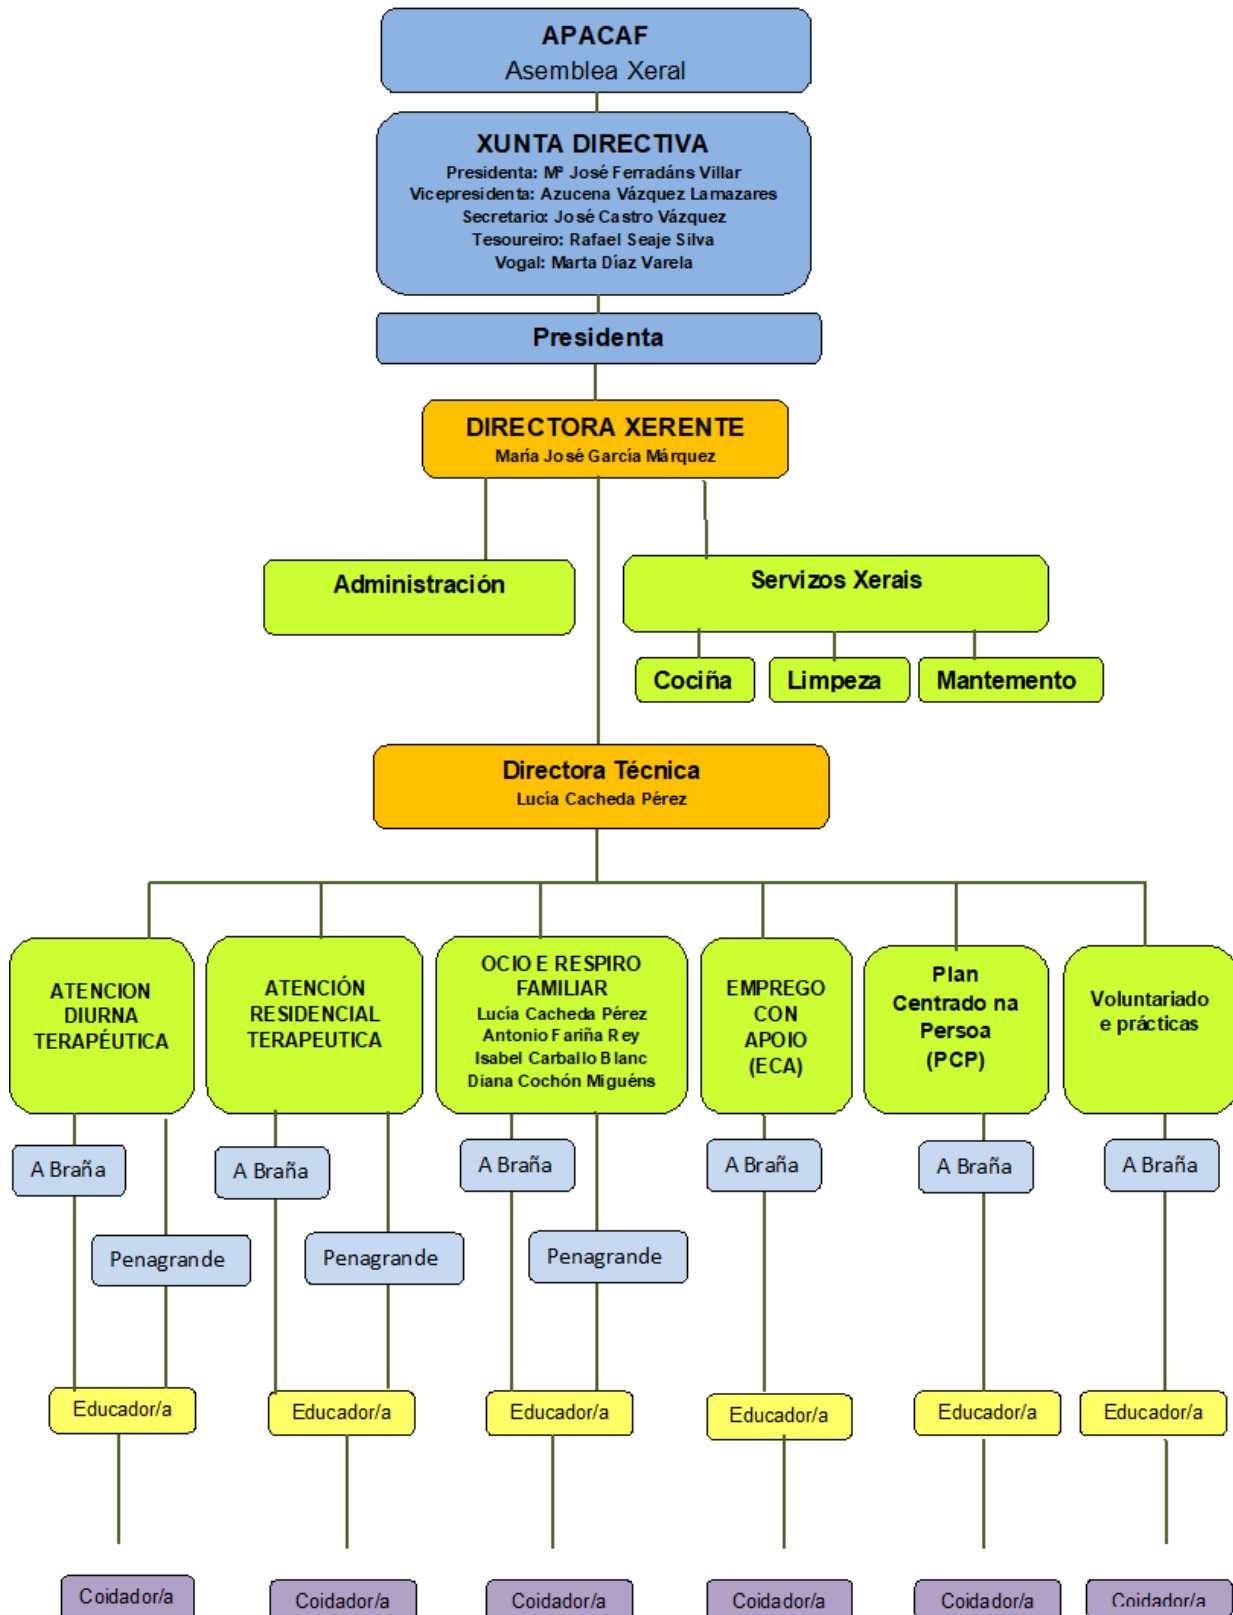 APACAF
Asemblea Xeral
XUNTA DIRECTIVA
Presidenta: Mª José Ferradáns Villar
Vicepresidenta: Azucena Vázquez Lamazares
Secretario: José Castro Vázquez
Tesoureiro: Rafael Seaje Silva
Vogal: Marta Díaz Varela
Presidenta
DIRECTORA XERENTE
María José García Márquez
Administración
Servizos Xerais
Cociña
Limpeza
Mantemento
Directora Técnica
Lucía Cacheda Pérez
ATENCION
DIURNA
TERAPÉUTICA
ATENCIÓN
RESIDENCIAL
TERAPEUTICA
OCIO E RESPIRO
FAMILIAR
Lucía Cacheda Pérez
Antonio Fariña Rey
Isabel Carballo Blanc
Diana Cochón Miguéns
EMPREGO
CON
APOIO
(ECA)
Plan
Centrado na
Persoa
(PCP)
Voluntariado
e prácticas
A Braña
A Braña
A Braña
A Braña
A Braña
A Braña
Penagrande
Penagrande
Penagrande
Educador/a
Educador/a
Educador/a
Educador/a
Educador/a
Educador/a
Coidador/a
Coidador/a
Coidador/a
Coidador/a
Coidador/a
Coidador/a